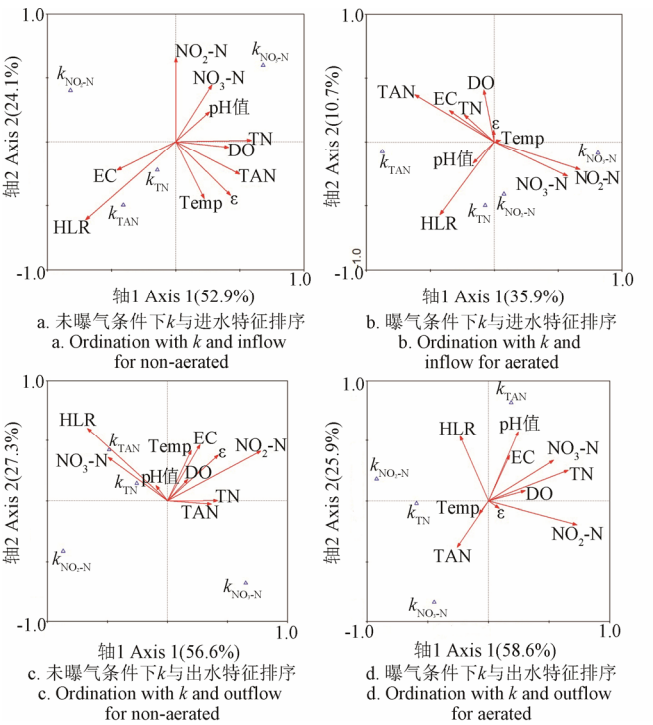 1.0
k
NO2-N
NO2-N
kNO3-N
NO3-N
pH值
TN
DO
EC
kTN
TAN
kTAN
Temp
ε
HLR
-1.0
1.0
轴2 Axis 2(24.1%)
轴1 Axis 1(52.9%)
a. 未曝气条件下k与进水特征排序
a. Ordination with k and inflow
for non-aerated
DO
TAN
EC
TN
ε
Temp
kTAN
pH值
kNO3-N
NO2-N
NO3-N
HLR
kTN
kNO2-N
-1.0
-1.0
1.0
轴2 Axis 2(10.7%)
轴1 Axis 1(35.9%)
b. 曝气条件下k与进水特征排序
b. Ordination with k and
inflow for aerated
1.0
HLR
kTAN
Temp
EC
NO2-N
NO3-N
ε
kTN
pH值
DO
TN
TAN
-1.0
1.0
轴2 Axis 2(27.3%)
轴1 Axis 1(56.6%)
c. 未曝气条件下k与出水特征排序
c. Ordination with k and outflow
for non-aerated
1.0
kTAN
HLR
pH值
EC
NO3-N
TN
DO
kTN
Temp
ε
NO2-N
TAN
-1.0
1.0
轴2 Axis 2(25.9%)
轴1 Axis 1(58.6%)
d. 曝气条件下k与出水特征排序
d. Ordination with k and outflow
for aerated